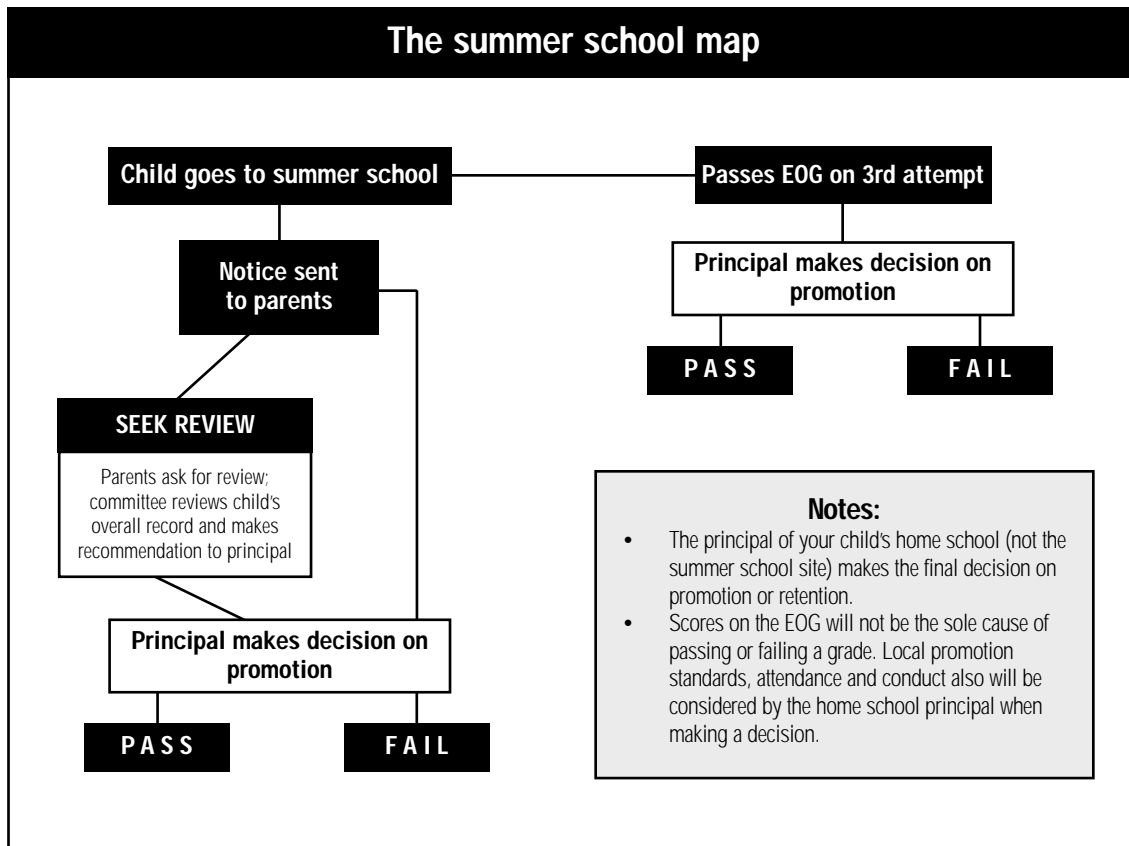 The summer school map
Child goes to summer school
Passes EOG on 3rd attempt
Notice sent
to parents
Principal makes decision on
promotion
PASS
FAIL
SEEK REVIEW
Parents ask for review;
committee reviews child's
overall record and makes
recommendation to principal
Principal makes decision on
promotion
PASS
FAIL
Notes:
• The principal of your child's home school (not the
summer school site) makes the final decision on
promotion or retention.
• Scores on the EOG will not be the sole cause of
passing or failing a grade. Local promotion
standards, attendance and conduct also will be
considered by the home school principal when
making a decision.